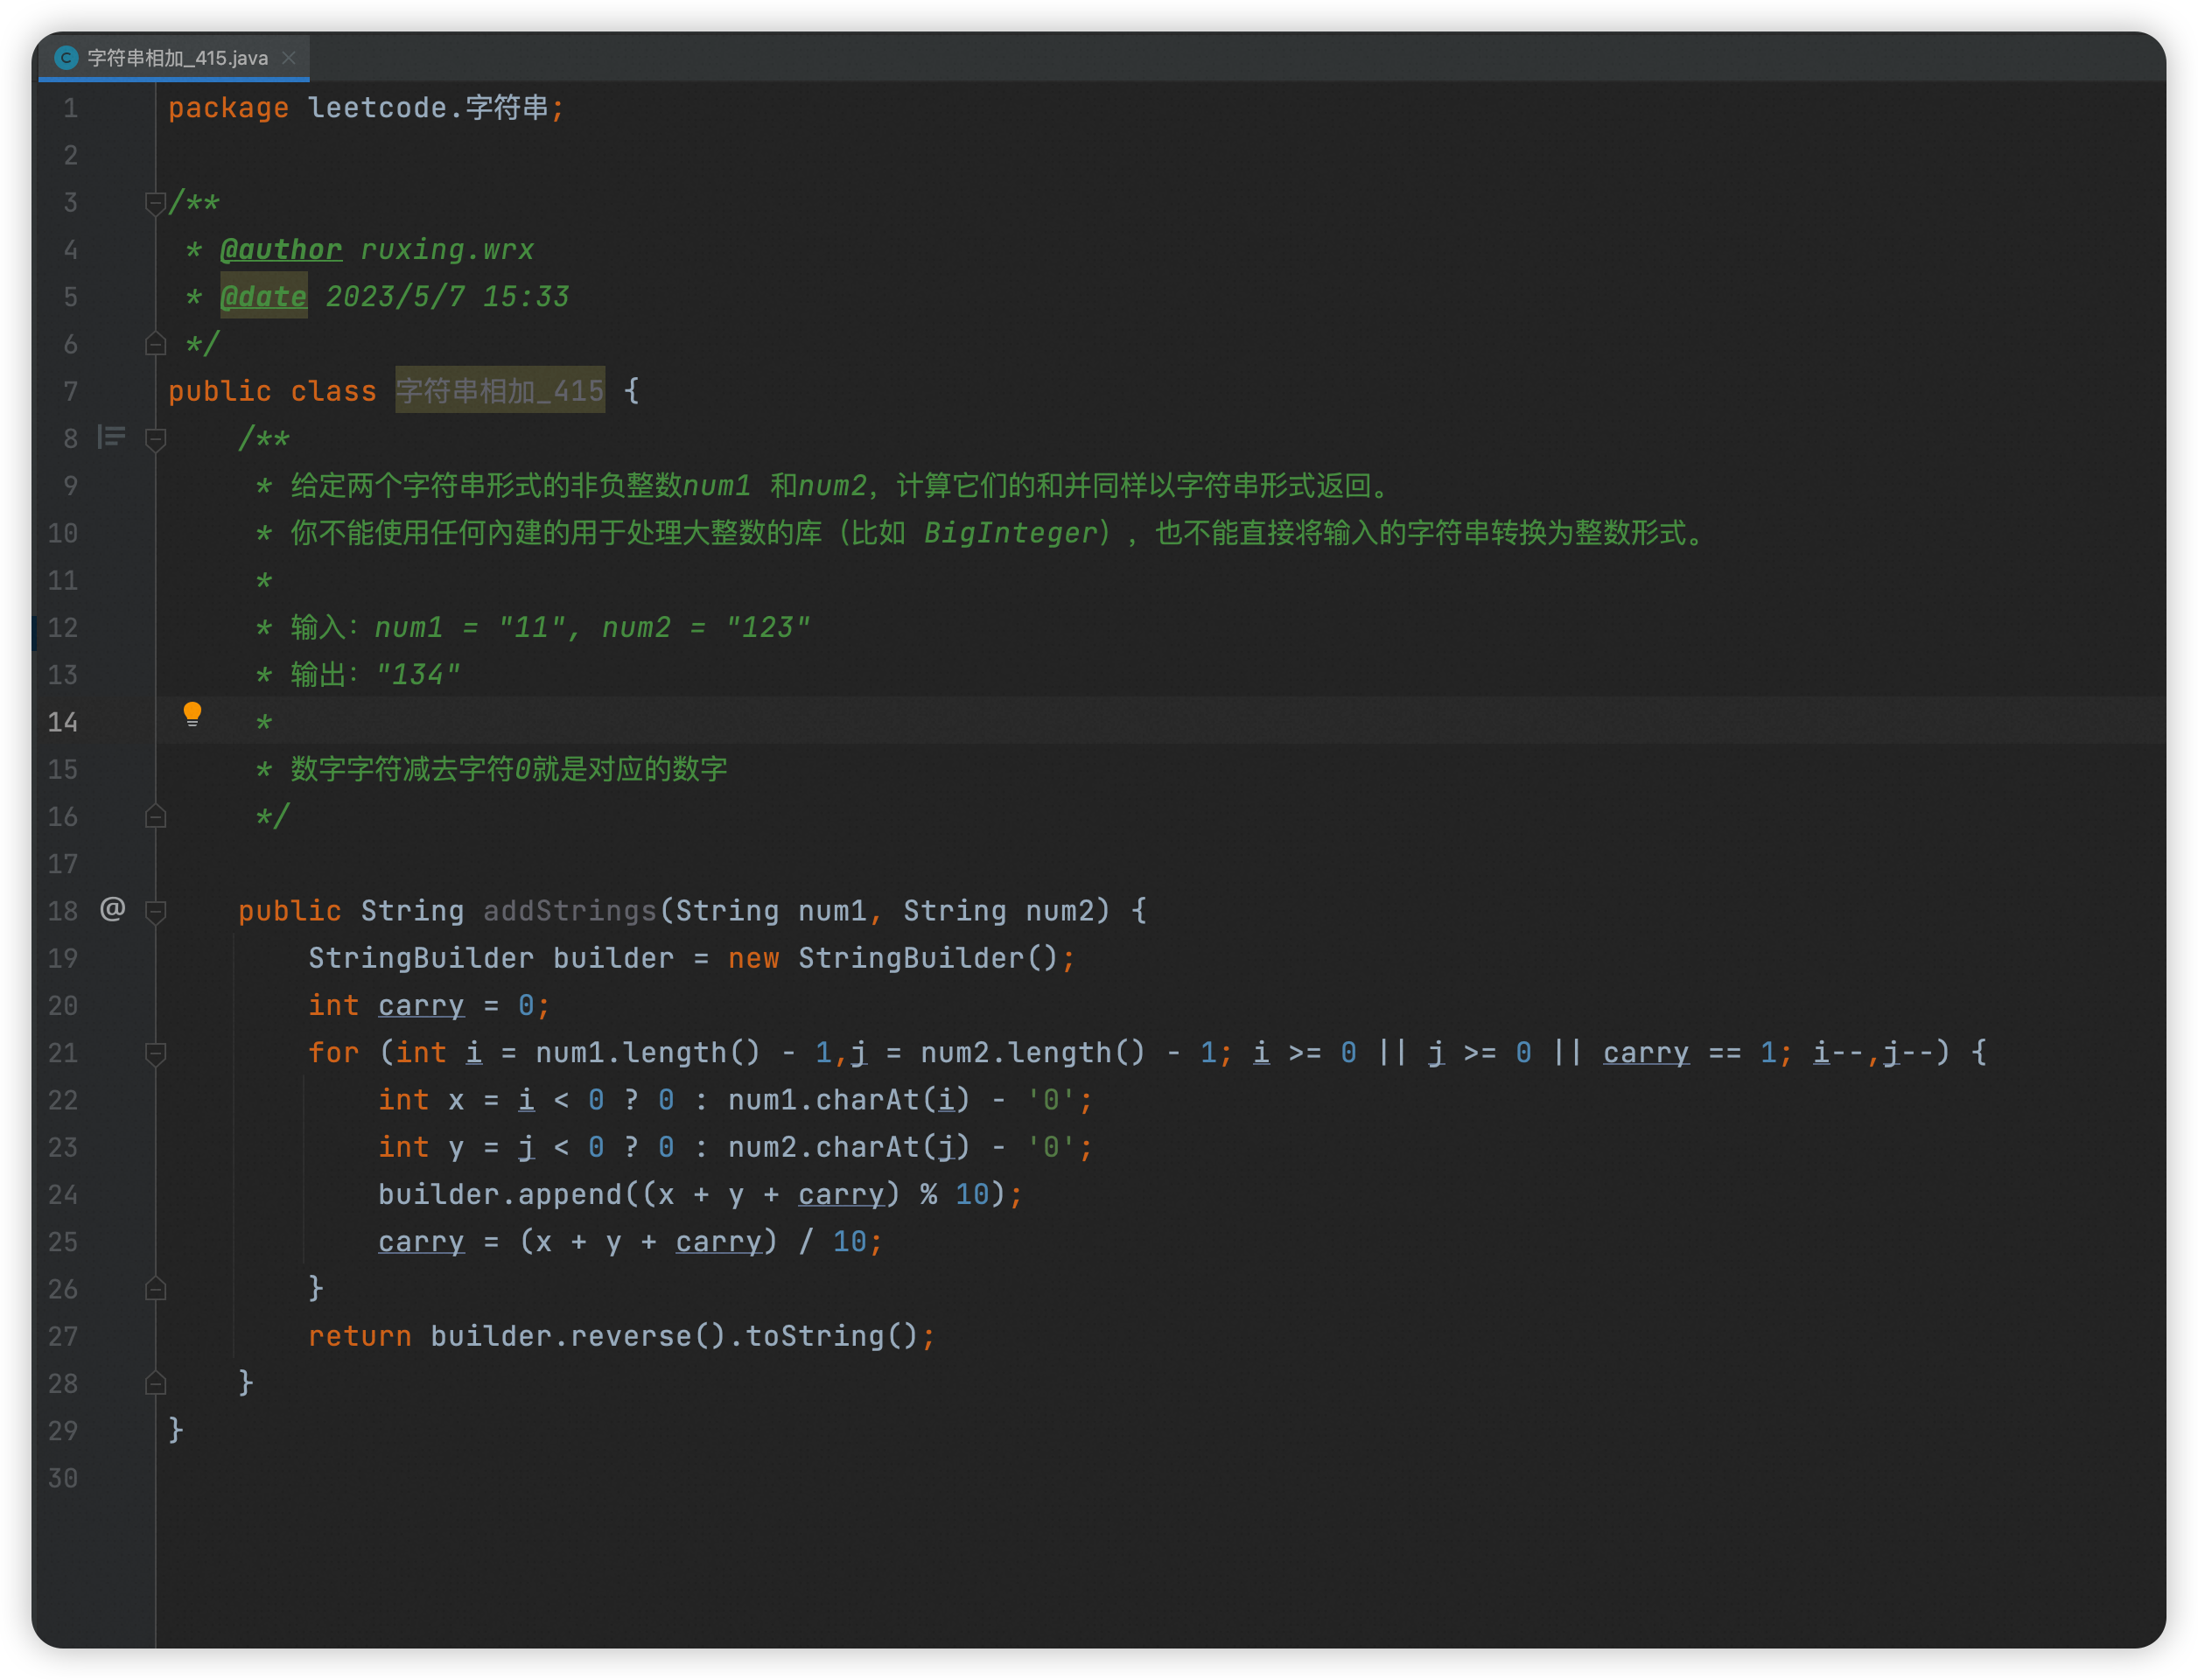 字符串相加_415.java
1 package leetcode.字符串;
2
3 /**
4 * @author ruxing.wrx
5 * @date 2023/5/7 15:33
6 */
7 public class 字符串相加_415 {
8 /**
9 * 给定两个字符串形式的非负整数num1 和num2，计算它们的和并同样以字符串形式返回。
10 * 你不能使用任何內建的用于处理大整数的库（比如 BigInteger）, 也不能直接将输入的字符串转换为整数形式。
11 *
12 * 输入：num1 = "11", num2 = "123"
13 * 输出："134"
14 *
15 * 数字字符减去字符0就是对应的数字
16 */
17
18 @ public String addStrings(String num1, String num2) {
19 StringBuilder builder = new StringBuilder();
20 int carry = 0;
21 for (int i = num1.length() - 1,j = num2.length() - 1; i >= 0 || j >= 0 || carry == 1; i--,j--) {
22 int x = i < 0 ? 0 : num1.charAt(i) - '0';
23 int y = j < 0 ? 0 : num2.charAt(j) - '0';
24 builder.append((x + y + carry) % 10);
25 carry = (x + y + carry) / 10;
26 }
27 return builder.reverse().toString();
28 }
29 }
30